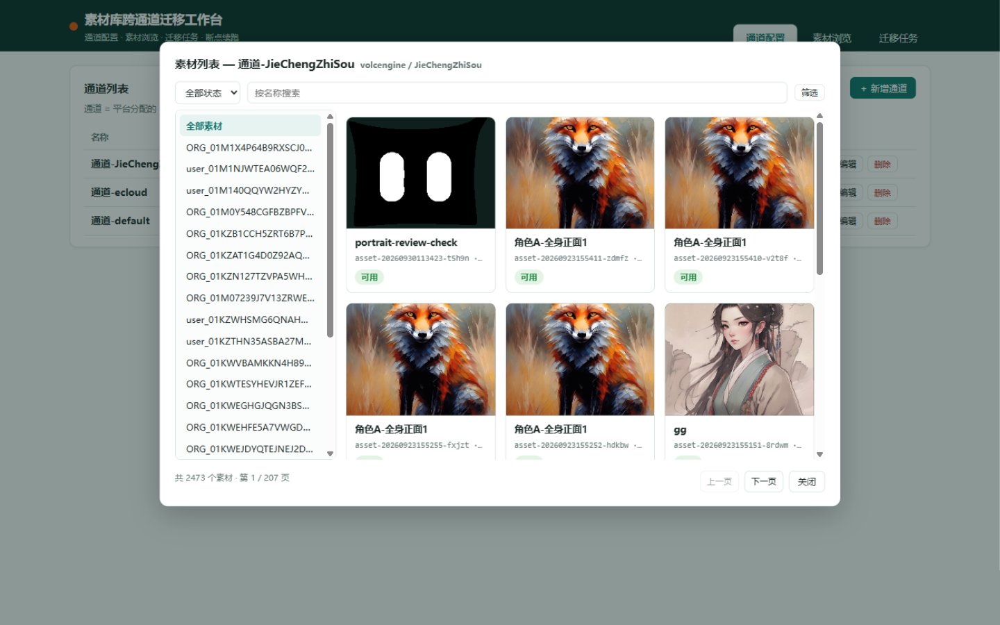 素材库跨通道迁移工作台
通道配置 · 素材浏览 · 迁移任务 · 断点续跑
通道配置
素材浏览
迁移任务
通道列表
通道 = 平台分配的
+ 新增通道
名称
通道-JieCheng
编辑
删除
通道-ecloud
编辑
删除
通道-default
编辑
删除
素材列表 — 通道-JieChengZhiSou volcengine / JieChengZhiSou
全部状态
按名称搜索
筛选
全部素材
ORG_01M1X4P64B9RXSCJ0...
user_01M1NJWTEA06WQF2...
user_01M140QQYW2HYZY...
ORG_01M0Y548CGFBZBPFV...
ORG_01KZB1CCH5ZRT6B7P...
ORG_01KZAT1G4D0Z92AQ...
ORG_01KZN127TZVPA5WH...
ORG_01M07239J7V13ZRWE...
user_01KZWHSMG6QNAH...
user_01KZTHN35ASBA27M...
ORG_01KWVBAMKKN4H89...
ORG_01KWTESYHEVJR1ZEF...
ORG_01KWEGHGJQGN3BS...
ORG_01KWEHFE5A7VWGD...
ORG_01KWEJDYQTEJNEJ2D...
portrait-review-check
asset-20260930113423-t5h9n ·…
可用
角色A-全身正面1
asset-20260923155411-zdmfz ·…
可用
角色A-全身正面1
asset-20260923155410-v2t8f ·…
可用
角色A-全身正面1
asset-20260923155255-fxjzt ·…
角色A-全身正面1
asset-20260923155252-hdkbw ·…
gg
asset-20260923155151-8rdwm ·…
共 2473 个素材 · 第 1 / 207 页
上一页
下一页
关闭